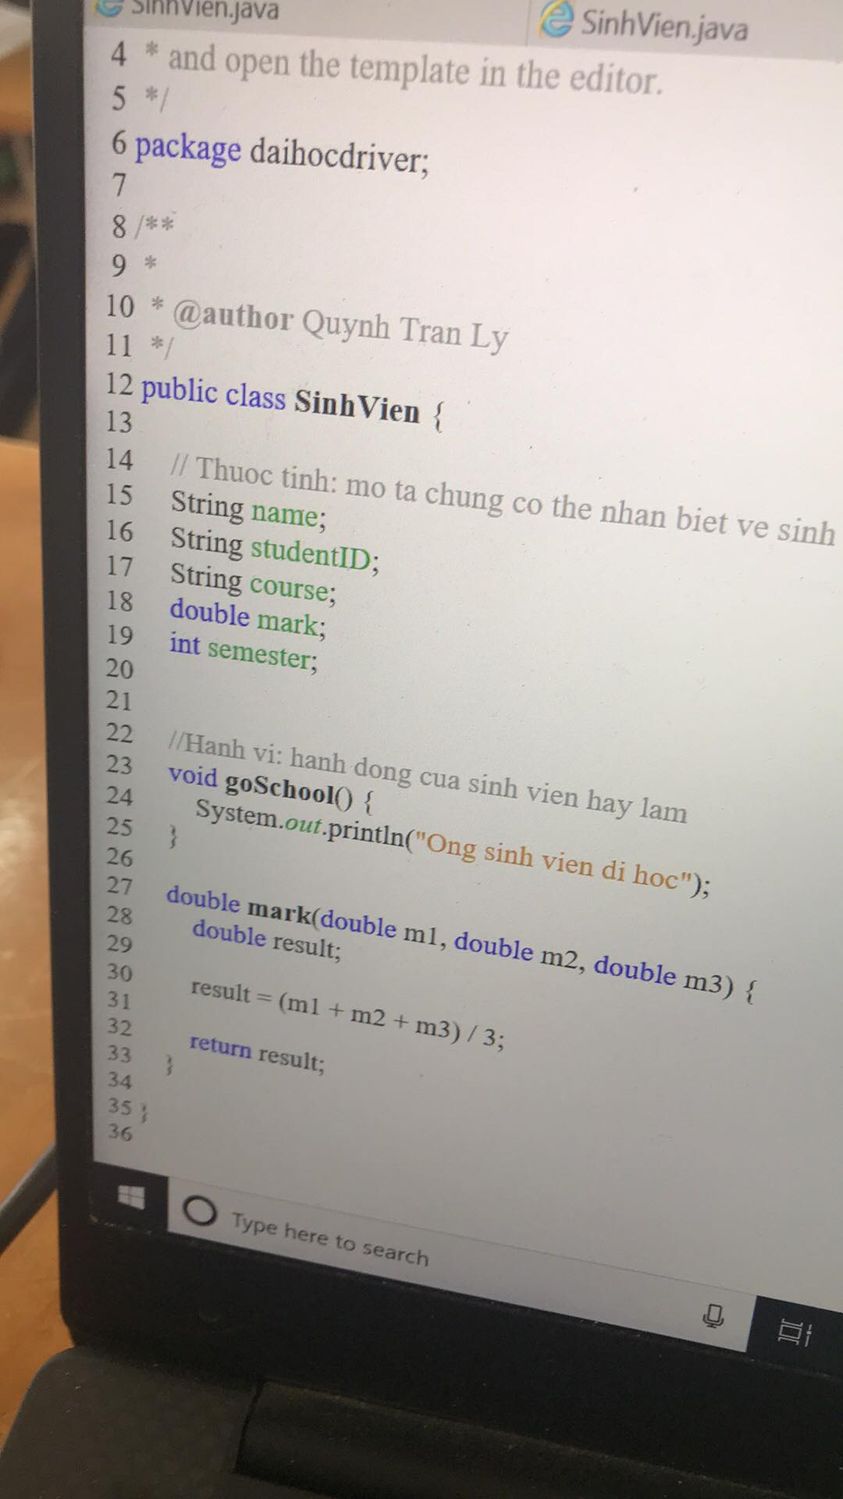 SinhVien.java
SinhVien.java
4 * and open the template in the editor.
5 */
6 package daihocdriver;
7
8 /**
9 *
10 * @author Quynh Tran Ly
11 */
12 public class SinhVien {
13
14 // Thuoc tinh: mo ta chung co the nhan biet ve sinh
15 String name;
16 String studentID;
17 String course;
18 double mark;
19 int semester;
20
21
22 //Hanh vi: hanh dong cua sinh vien hay lam
23 void goSchool() {
24 System.out.println("Ong sinh vien di hoc");
25 }
26
27 double mark(double m1, double m2, double m3) {
28 double result;
29
30 result = (m1 + m2 + m3) / 3;
31
32 return result;
33 }
34
35 }
36
Type here to search